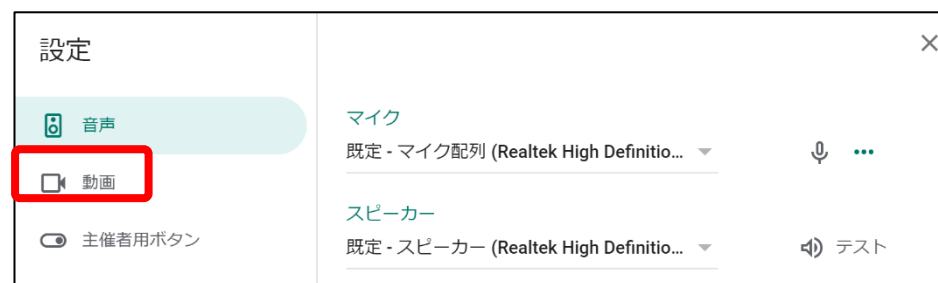 設定
音声
動画
主催者用ボタン
マイク
既定 - マイク配列 (Realtek High Definitio...
スピーカー
既定 - スピーカー (Realtek High Definitio...
テスト